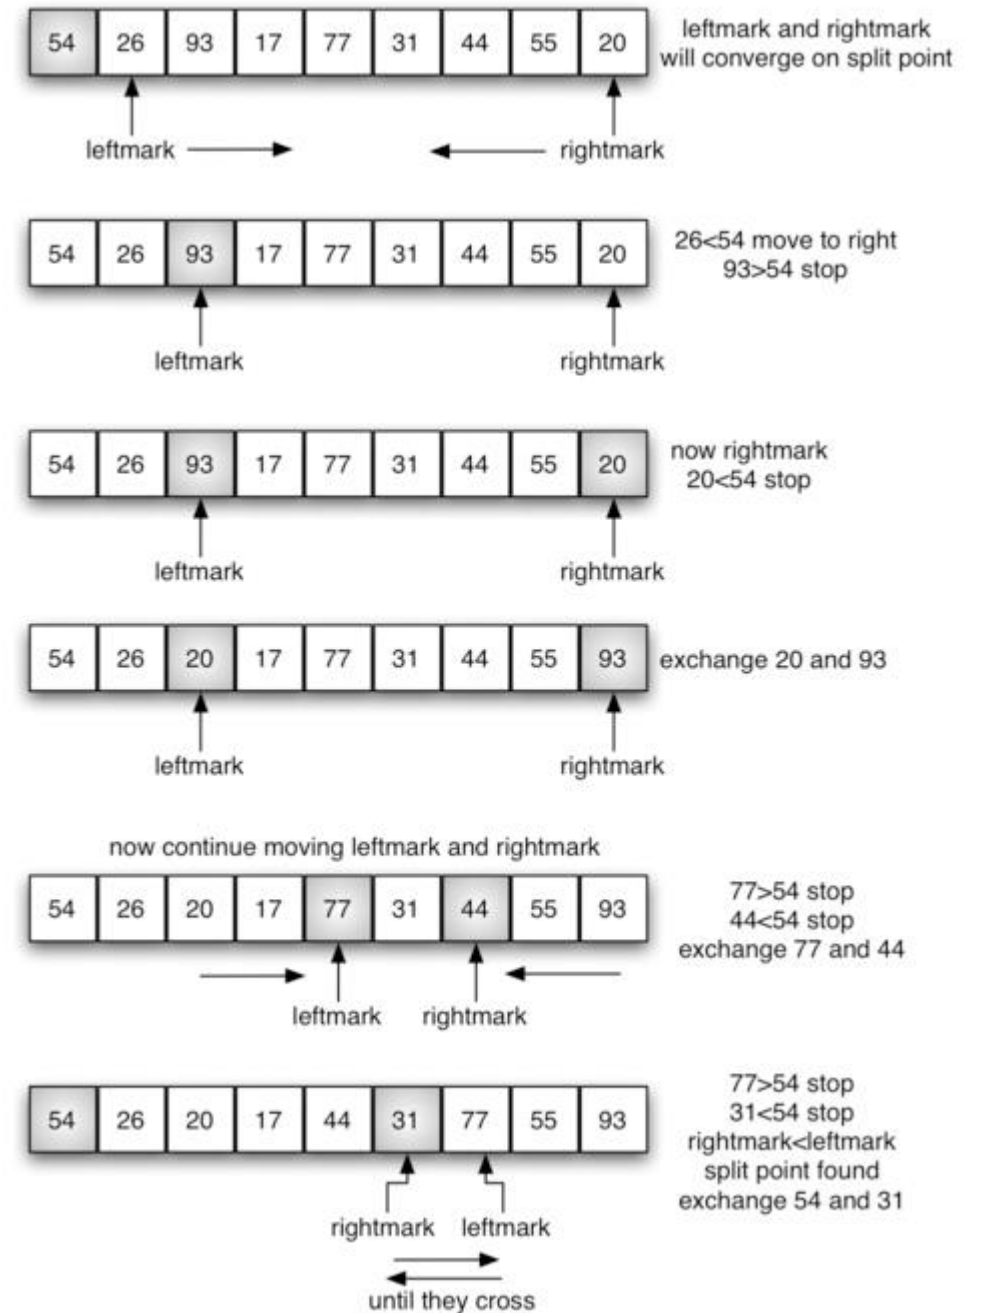 54 26 93 17 77 31 44 55 20
leftmark and rightmark
will converge on split point
leftmark rightmark
54 26 93 17 77 31 44 55 20
26<54 move to right
93>54 stop
leftmark rightmark
54 26 93 17 77 31 44 55 20
now rightmark
20<54 stop
leftmark rightmark
54 26 20 17 77 31 44 55 93
exchange 20 and 93
leftmark rightmark
now continue moving leftmark and rightmark
54 26 20 17 77 31 44 55 93
77>54 stop
44<54 stop
exchange 77 and 44
leftmark rightmark
54 26 20 17 44 31 77 55 93
77>54 stop
31<54 stop
rightmark<leftmark
split point found
exchange 54 and 31
rightmark leftmark
until they cross